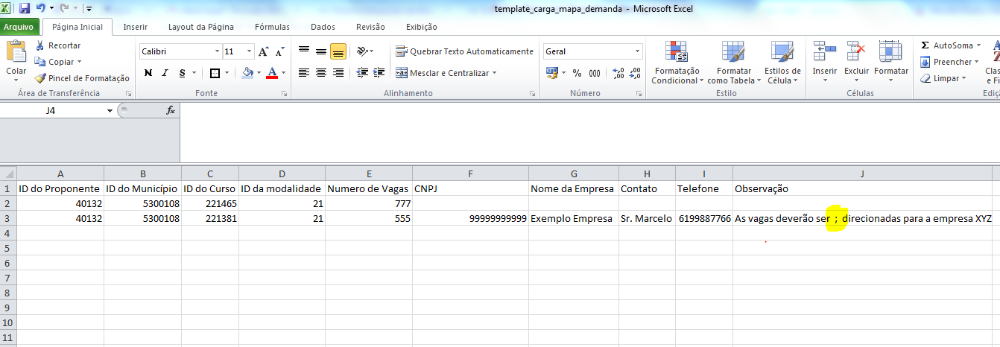 template_carga_mapa_demanda - Microsoft Excel
Arquivo Página Inicial Inserir Layout da Página Fórmulas Dados Revisão Exibição
Colar Recortar Copiar Pincel de Formatação
Área de Transferência
Calibri 11 A A
N I S A
Fonte
Quebrar Texto Automaticamente
Mesclar e Centralizar
Alinhamento
Geral
% 000 ,00
Número
Formatação Condicional Formatar como Tabela Estilos de Célula
Estilo
Inserir Excluir Formatar
Células
Σ AutoSoma
Preencher
Limpar
J4 fx
A B C D E F G H I J
1 ID do Proponente ID do Município ID do Curso ID da modalidade Numero de Vagas CNPJ Nome da Empresa Contato Telefone Observação
2 40132 5300108 221465 21 777
3 40132 5300108 221381 21 555 99999999999 Exemplo Empresa Sr. Marcelo 6199887766 As vagas deverão ser ; direcionadas para a empresa XYZ
4
5
6
7
8
9
10
11